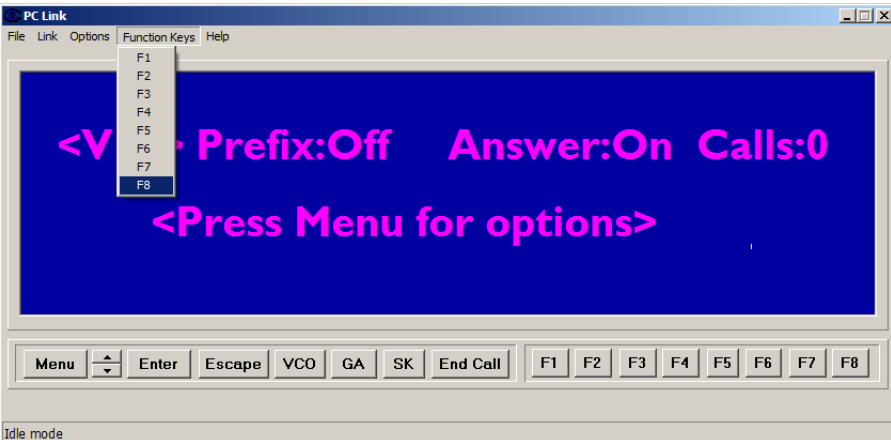 PC Link
File Link Options Function Keys Help
F1
F2
F3
F4
F5
F6
F7
F8
Prefix:Off Answer:On Calls:0
<Press Menu for options>
Menu Enter Escape VCO GA SK End Call F1 F2 F3 F4 F5 F6 F7 F8
Idle mode